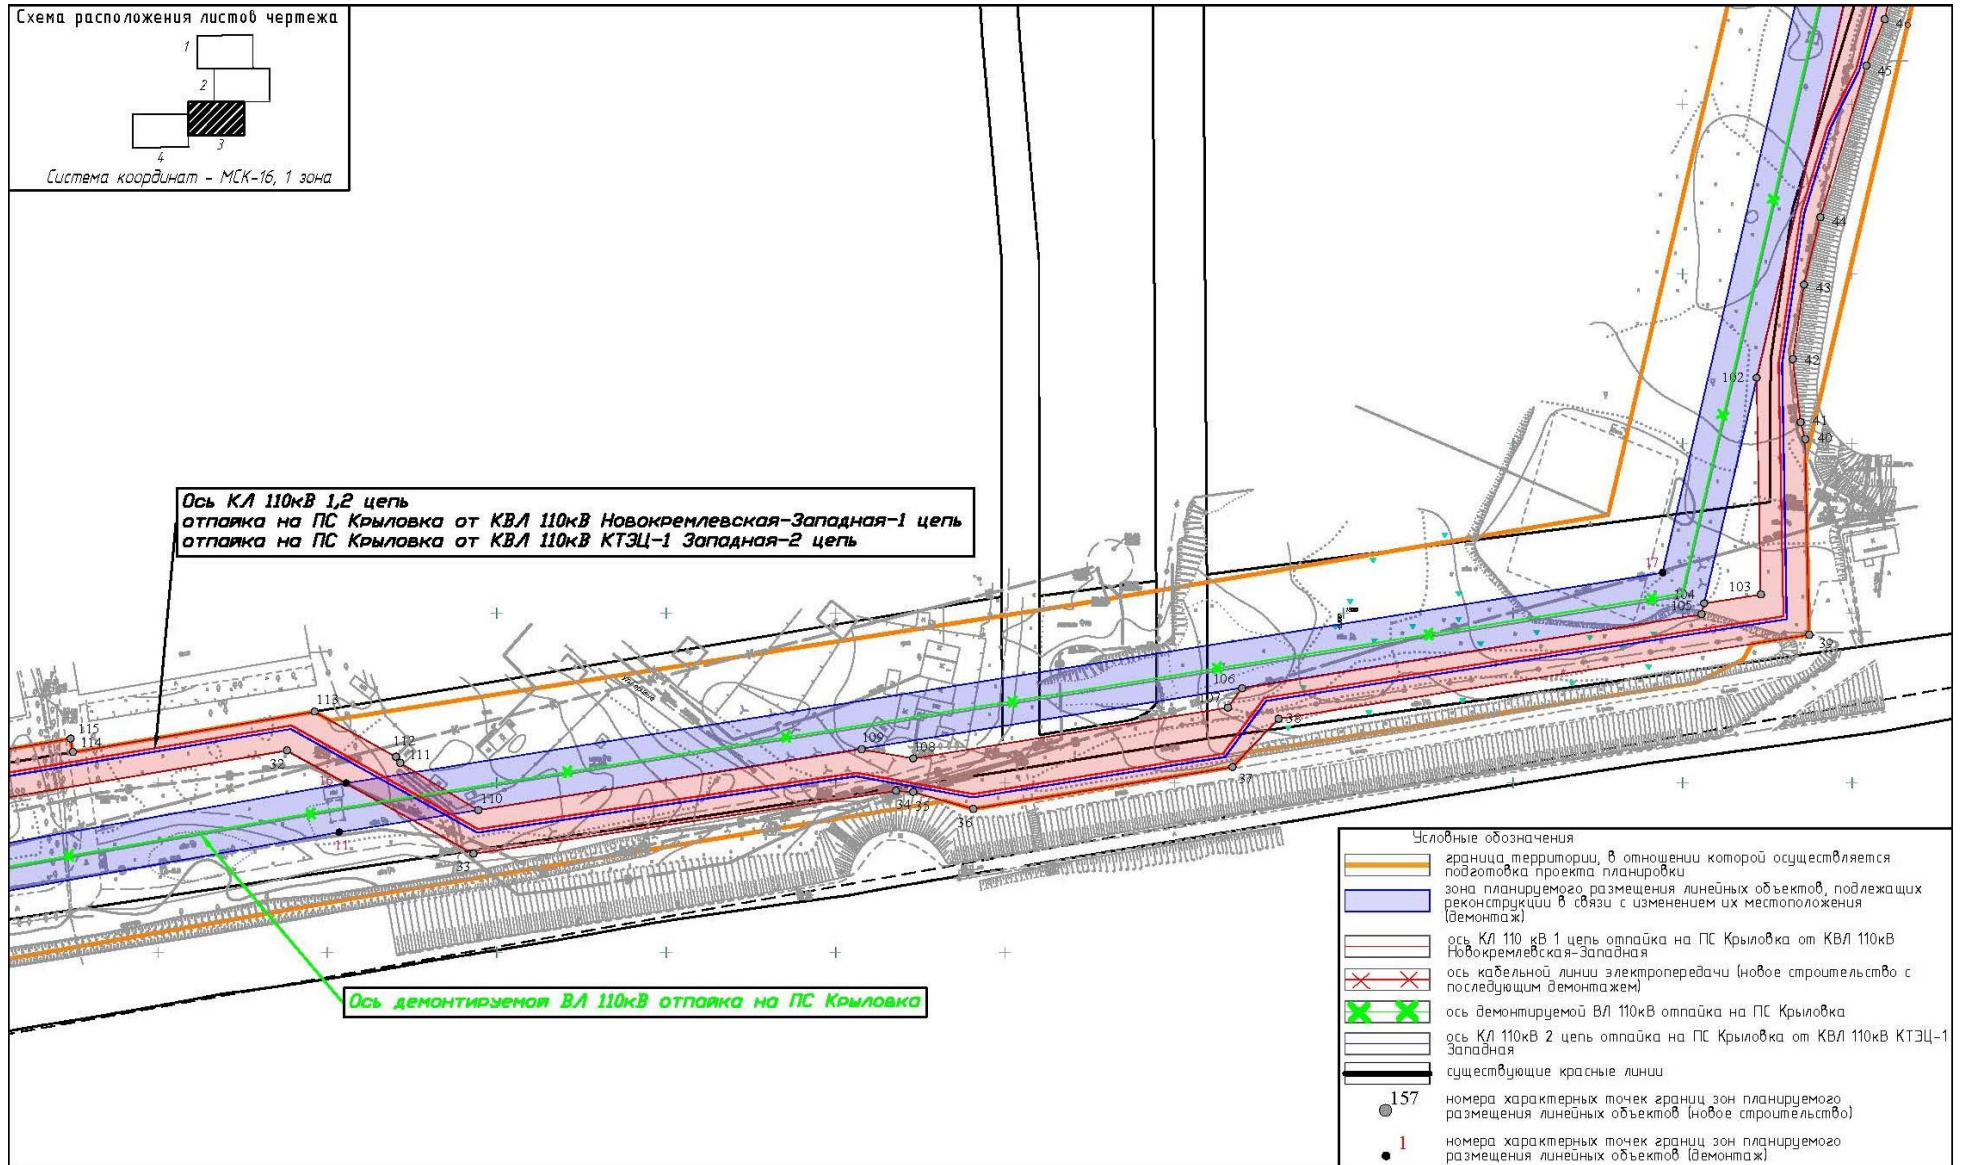 Схема расположения листов чертежа
1
2
3
4
Система координат - МСК-16, 1 зона
46
45
44
43
42
102
41
40
Ось КЛ 110кВ 1,2 цепь
отпайка на ПС Крыловка от КВЛ 110кВ Новокремлевская-Западная-1 цепь
отпайка на ПС Крыловка от КВЛ 110кВ КТЭЦ-1 Западная-2 цепь
17
104
103
105
39
106
107
38
113
115
114
112
111
32
109
108
110
34
35
36
37
11
33
Ось демонтируемой ВЛ 110кВ отпайка на ПС Крыловка
Условные обозначения
граница территории, в отношении которой осуществляется
подготовка проекта планировки
зона планируемого размещения линейных объектов, подлежащих
реконструкции в связи с изменением их местоположения
(демонтаж)
ось КЛ 110 кВ 1 цепь отпайка на ПС Крыловка от КВЛ 110кВ
Новокремлевская-Западная
ось кабельной линии электропередачи (новое строительство с
последующим демонтажем)
ось демонтируемой ВЛ 110кВ отпайка на ПС Крыловка
ось КЛ 110кВ 2 цепь отпайка на ПС Крыловка от КВЛ 110кВ КТЭЦ-1
Западная
существующие красные линии
157
номера характерных точек границ зон планируемого
размещения линейных объектов (новое строительство)
1
номера характерных точек границ зон планируемого
размещения линейных объектов (демонтаж)